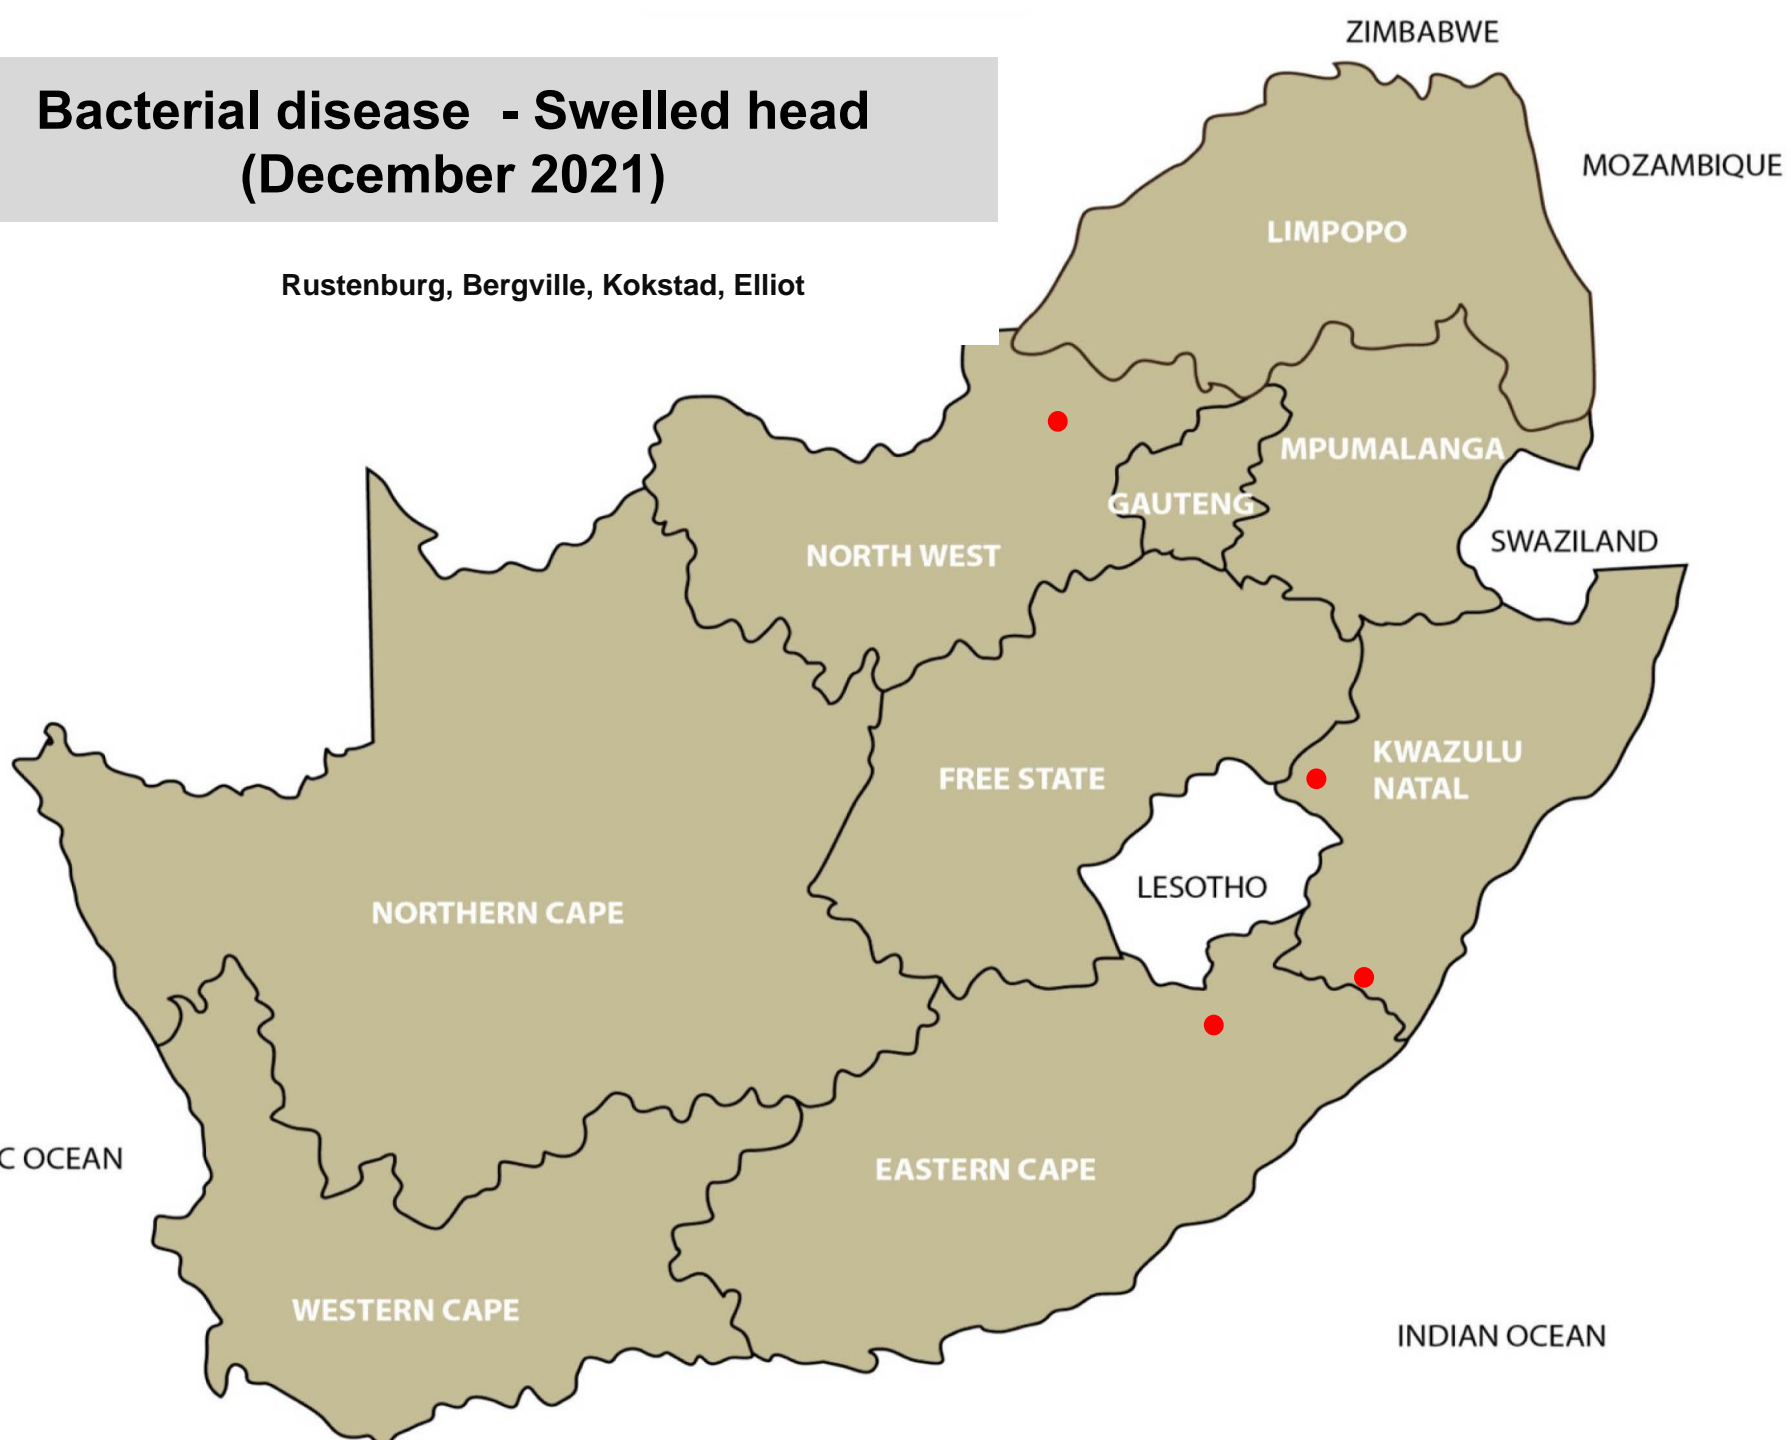 ZIMBABWE
Bacterial disease - Swelled head
(December 2021)
MOZAMBIQUE
LIMPOPO
Rustenburg, Bergville, Kokstad, Elliot
MPUMALANGA
GAUTENG
SWAZILAND
NORTH WEST
KWAZULU
NATAL
FREE STATE
LESOTHO
NORTHERN CAPE
C OCEAN
EASTERN CAPE
WESTERN CAPE
INDIAN OCEAN